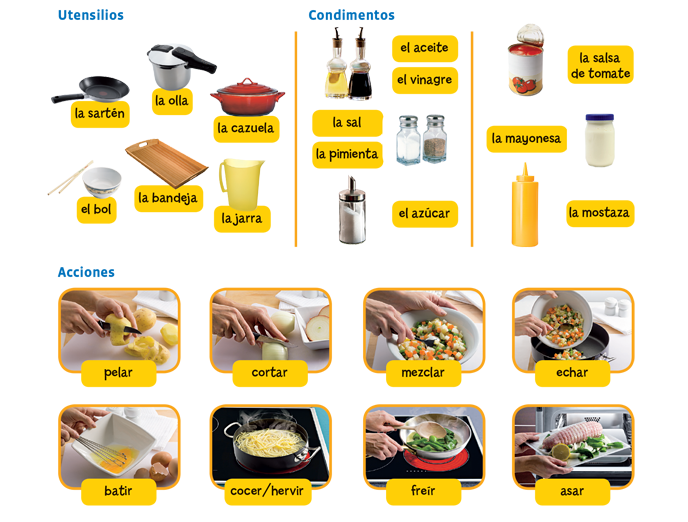 Utensilios
la sartén
la olla
la cazuela
el bol
la bandeja
la jarra
Condimentos
el aceite
el vinagre
la sal
la pimienta
el azúcar
la salsa
de tomate
la mayonesa
la mostaza
Acciones
pelar
cortar
mezclar
echar
batir
cocer/hervir
freír
asar